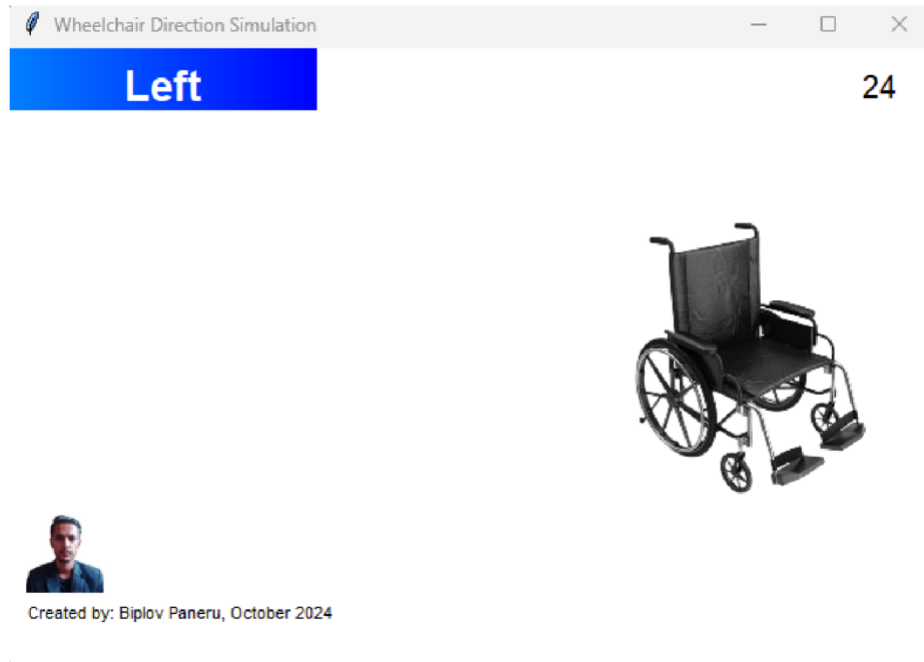 Wheelchair Direction Simulation
Left
24
Created by: Biplov Paneru, October 2024